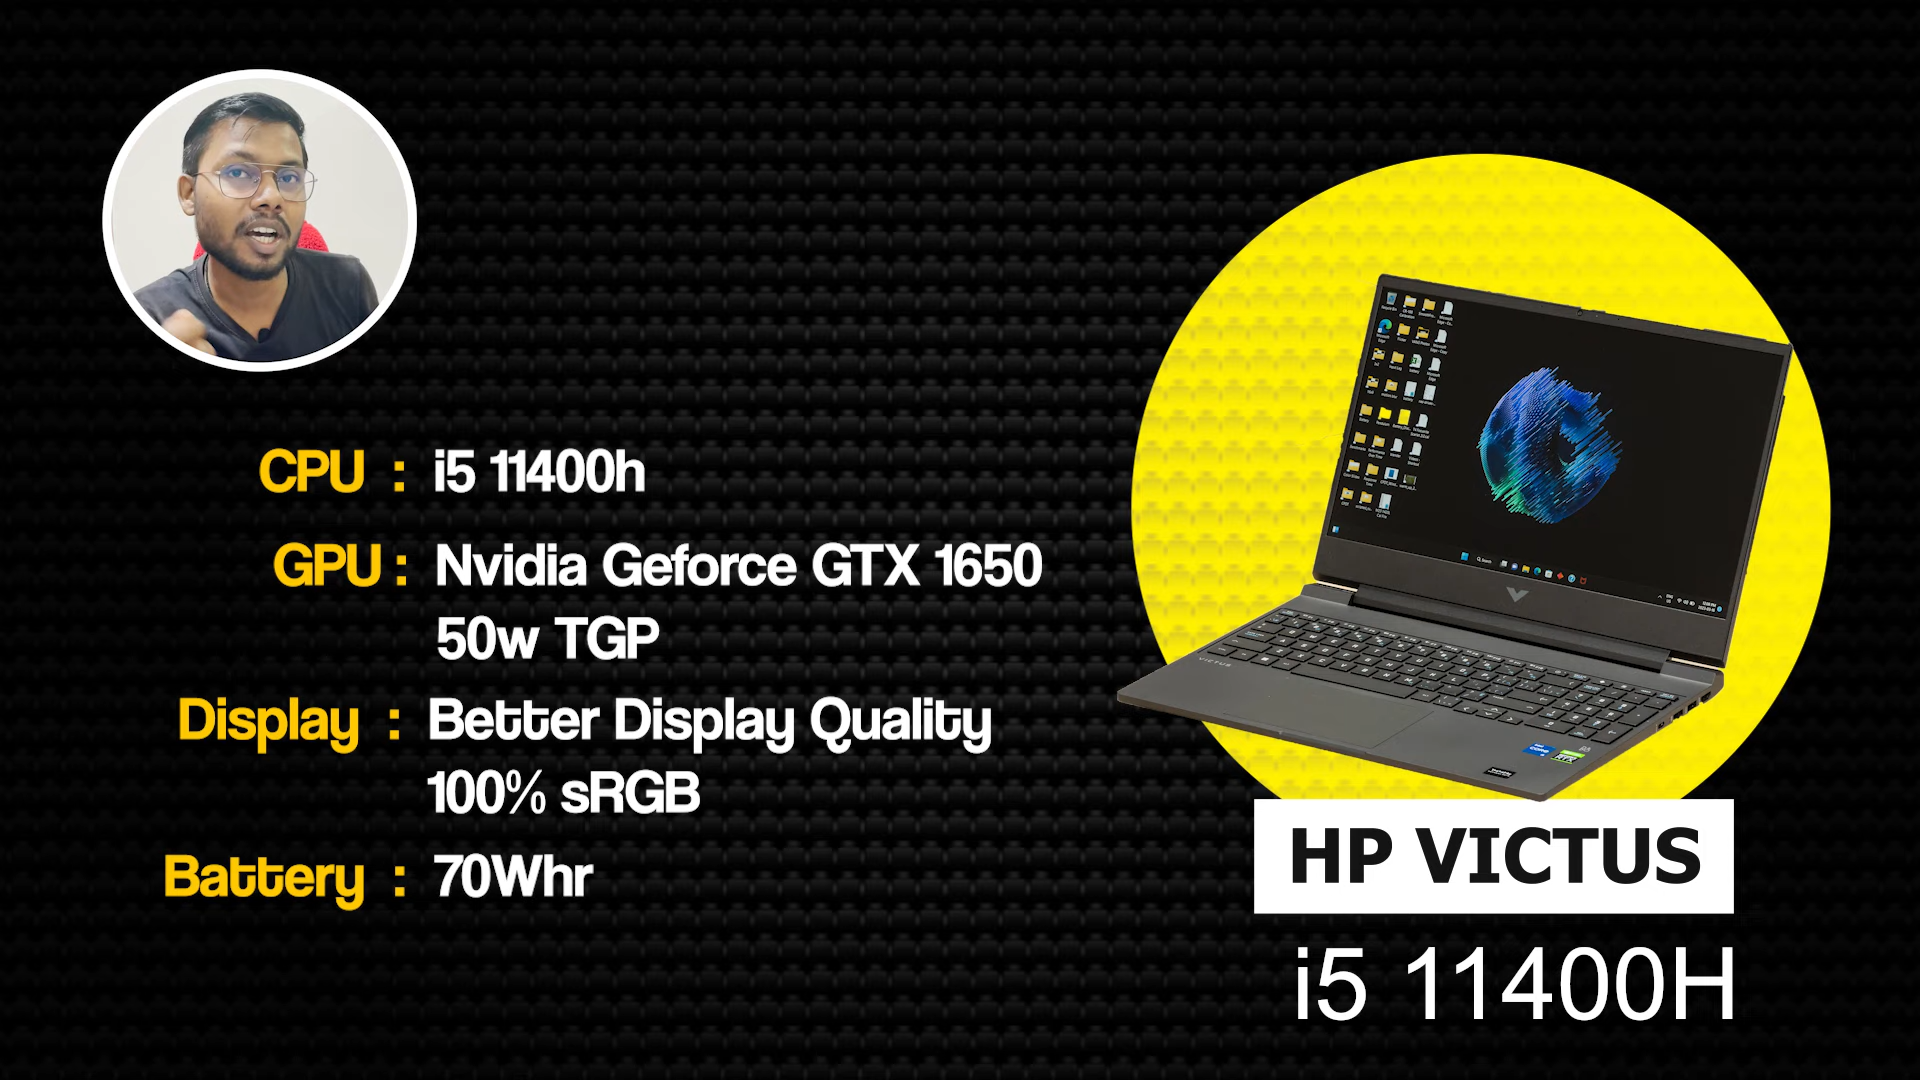 CPU : i5 11400h
GPU : Nvidia Geforce GTX 1650
50w TGP
Display : Better Display Quality
100% sRGB
Battery : 70Whr
VICTUS
HP VICTUS
i5 11400H